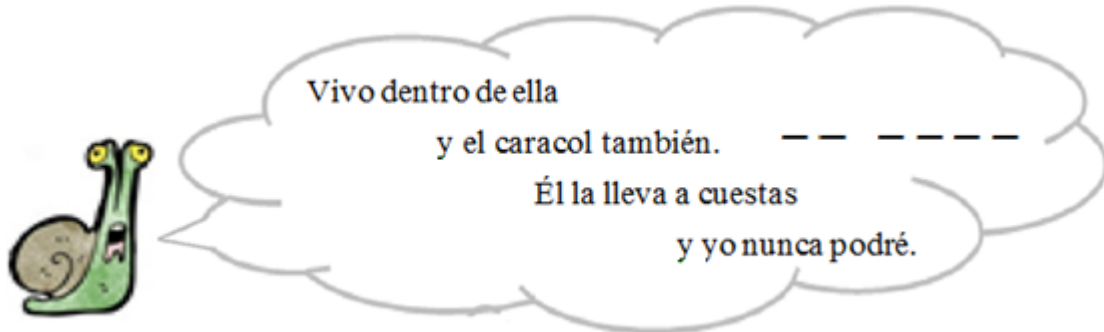 Vivo dentro de ella
y el caracol también. _ _ _ _ _ _
Él la lleva a cuestas
y yo nunca podré.